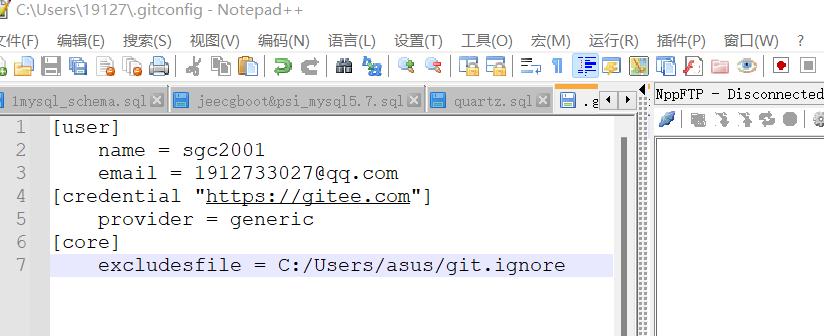 C:\Users\19127\.gitconfig - Notepad++
文件(F) 编辑(E) 搜索(S) 视图(V) 编码(N) 语言(L) 设置(T) 工具(O) 宏(M) 运行(R) 插件(P) 窗口(W) ?
1mysql_schema.sql jeecgboot&psi_mysql5.7.sql quartz.sql .g
NppFTP - Disconnected
1 [user]
2 name = sgc2001
3 email = 1912733027@qq.com
4 [credential "https://gitee.com"]
5 provider = generic
6 [core]
7 excludesfile = C:/Users/asus/git.ignore